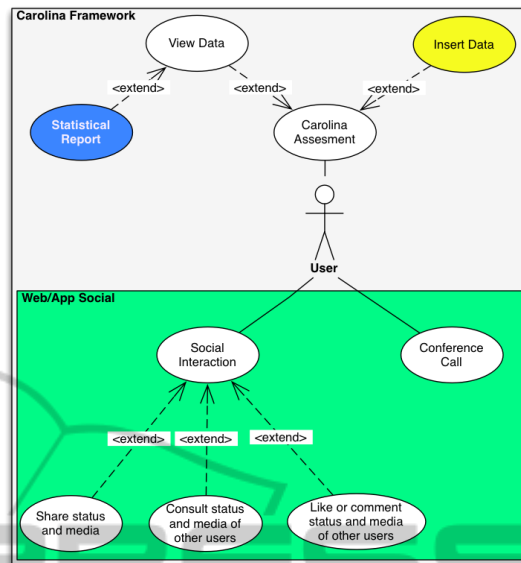 Carolina Framework
View Data
Insert Data
<extend>
<extend>
<extend>
Statistical
Report
Carolina
Assesment
User
Web/App Social
Social
Interaction
Conference
Call
<extend>
<extend>
<extend>
Share status
and media
Consult status
and media of
other users
Like or comment
status and media
of other users